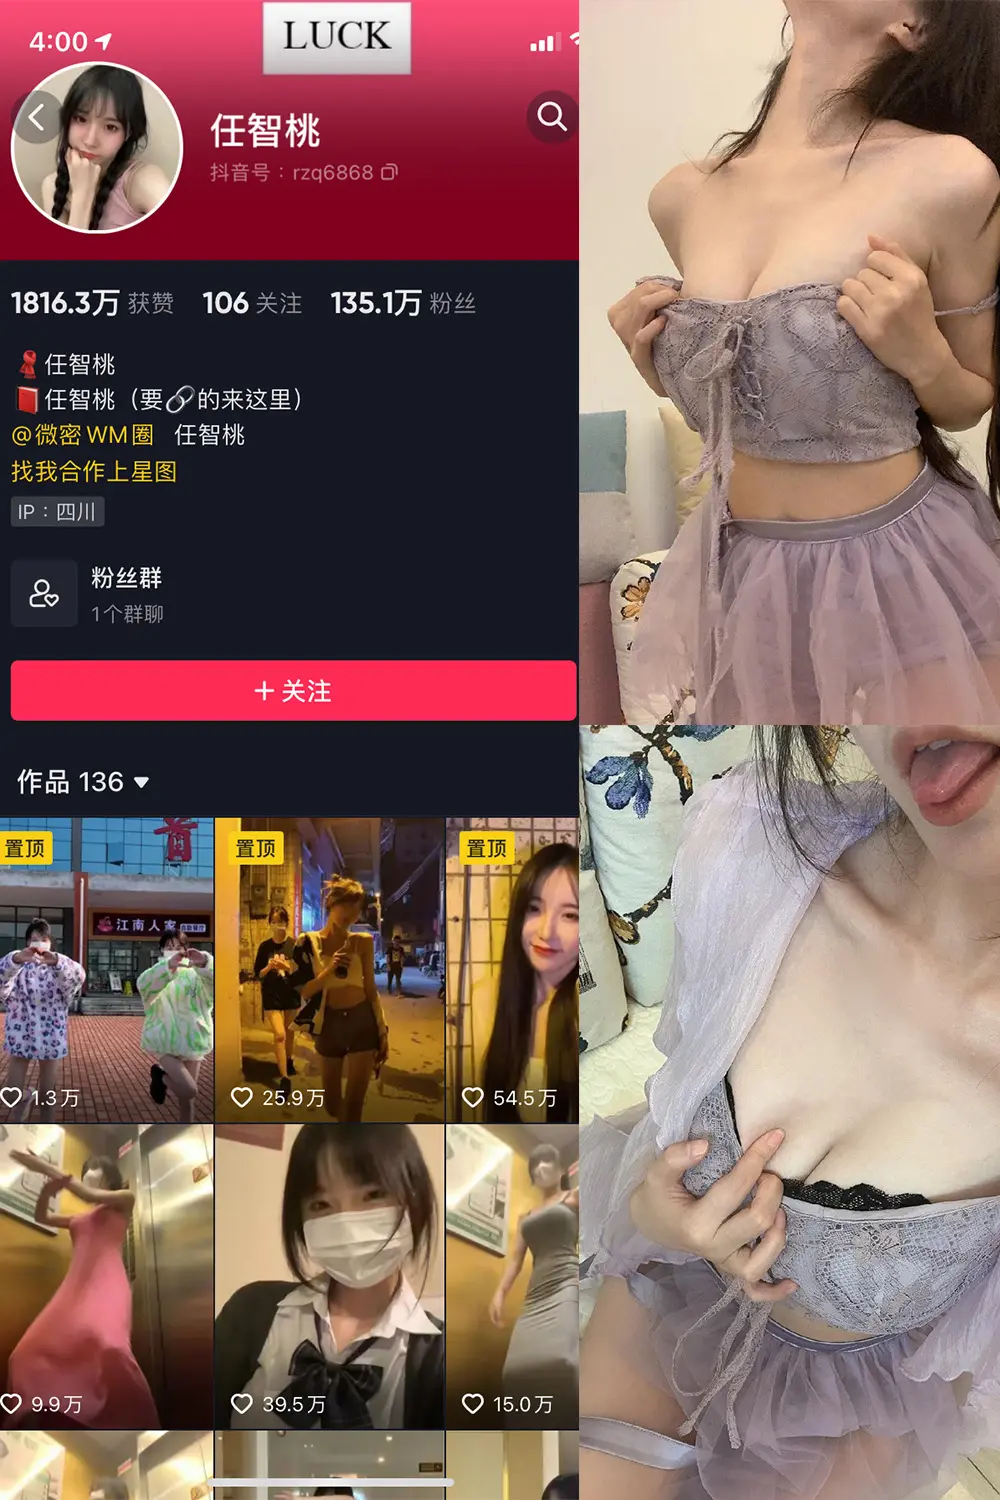 4:00
LUCK
任智桃
抖音号：rzq6868
1816.3万 获赞 106 关注 135.1万 粉丝
任智桃
任智桃（要🔗的来这里）
@微密WM圈 任智桃
找我合作上星图
IP：四川
粉丝群
1个群聊
+ 关注
作品 136
置顶 置顶 置顶
江南人家
1.3万 25.9万 54.5万
9.9万 39.5万 15.0万